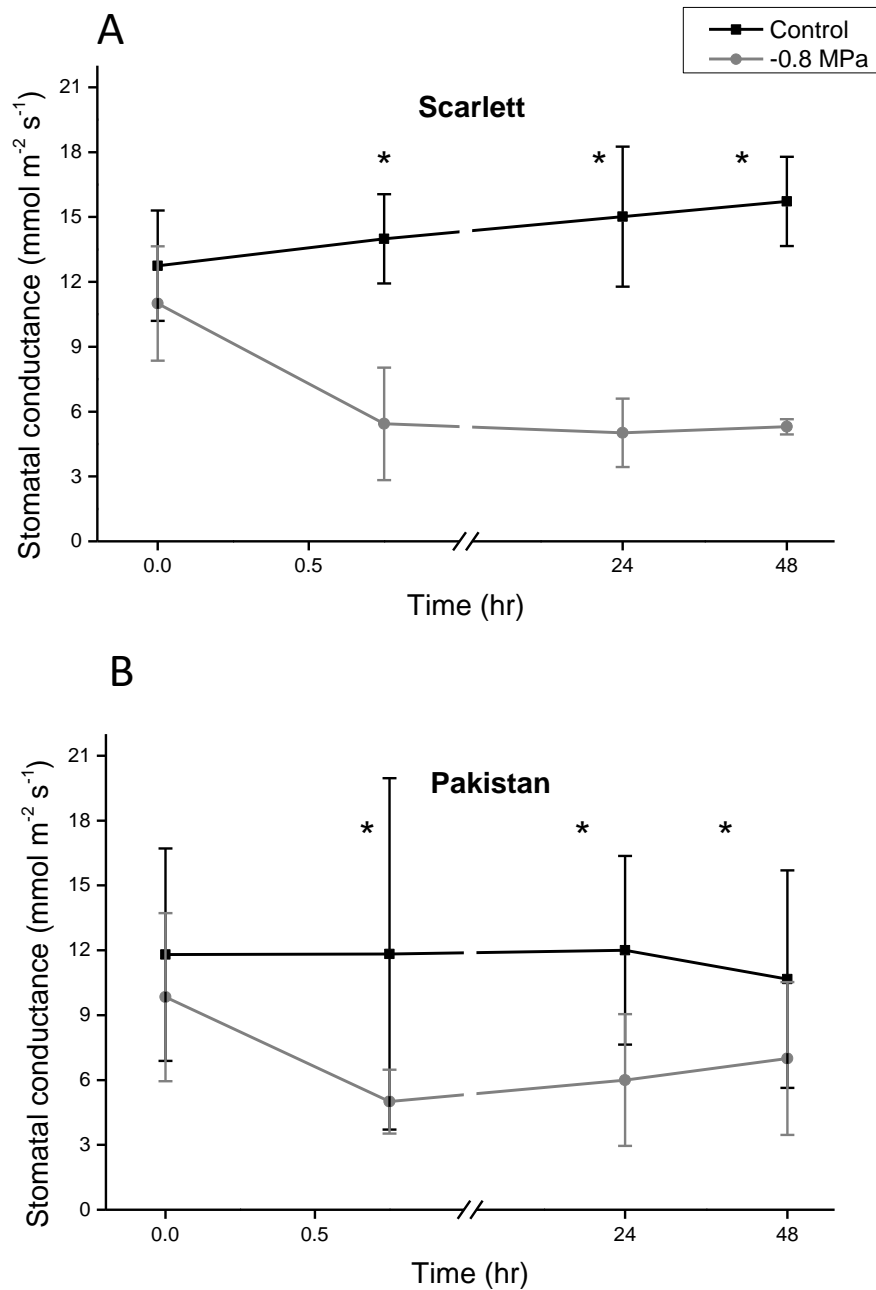 A
Control
-0.8 MPa
Scarlett
* * *
21
18
15
12
9
6
3
0
Stomatal conductance (mmol m⁻² s⁻¹)
0.0 0.5 24 48
Time (hr)
B
Pakistan
* * *
21
18
15
12
9
6
3
0
Stomatal conductance (mmol m⁻² s⁻¹)
0.0 0.5 24 48
Time (hr)